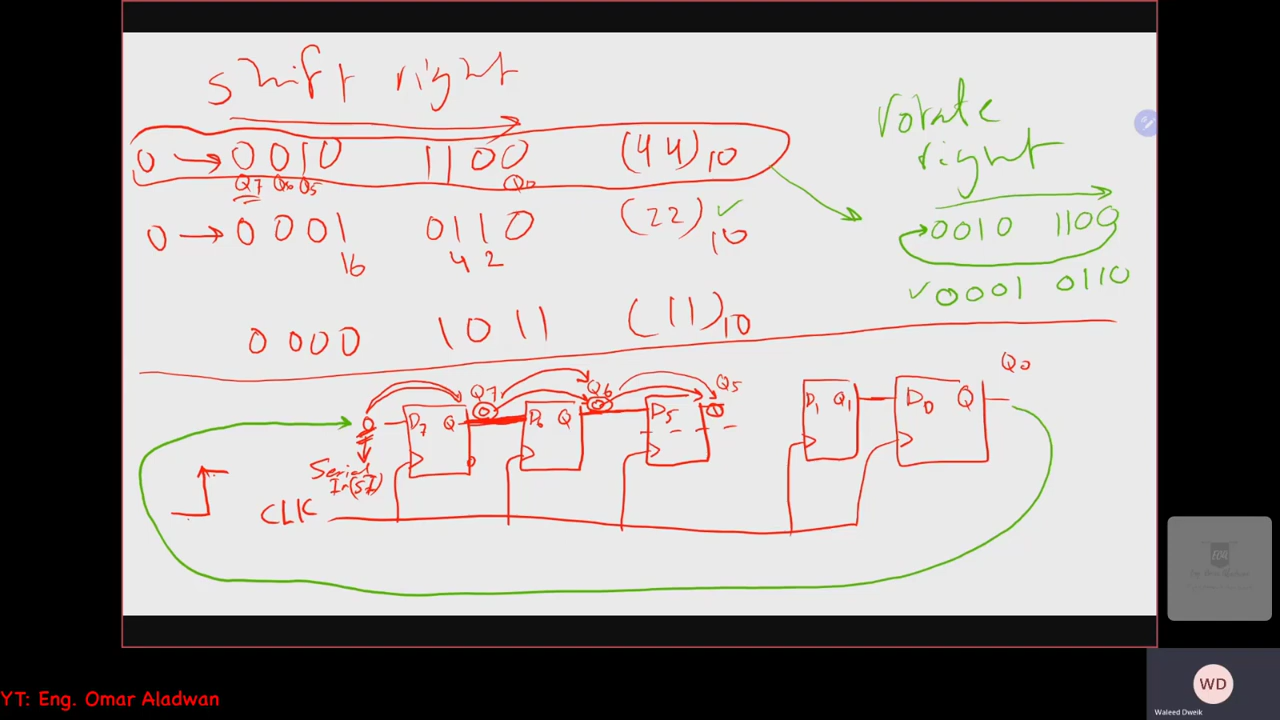 shift right
0 → 0010 1100 (44)10
Q7 Q6 Q5 Q0
0 → 0001 0110 (22)10 ✓
16 4 2
0000 1011 (11)10
rotate
right
0010 1100
✓ 0001 0110
Q7 Q6 Q5 Q0
0 D7 Q D6 Q D5 D1 Q1 D0 Q
Serial
In(SI)
CLK
WD
Waleed Dweik
YT: Eng. Omar Aladwan